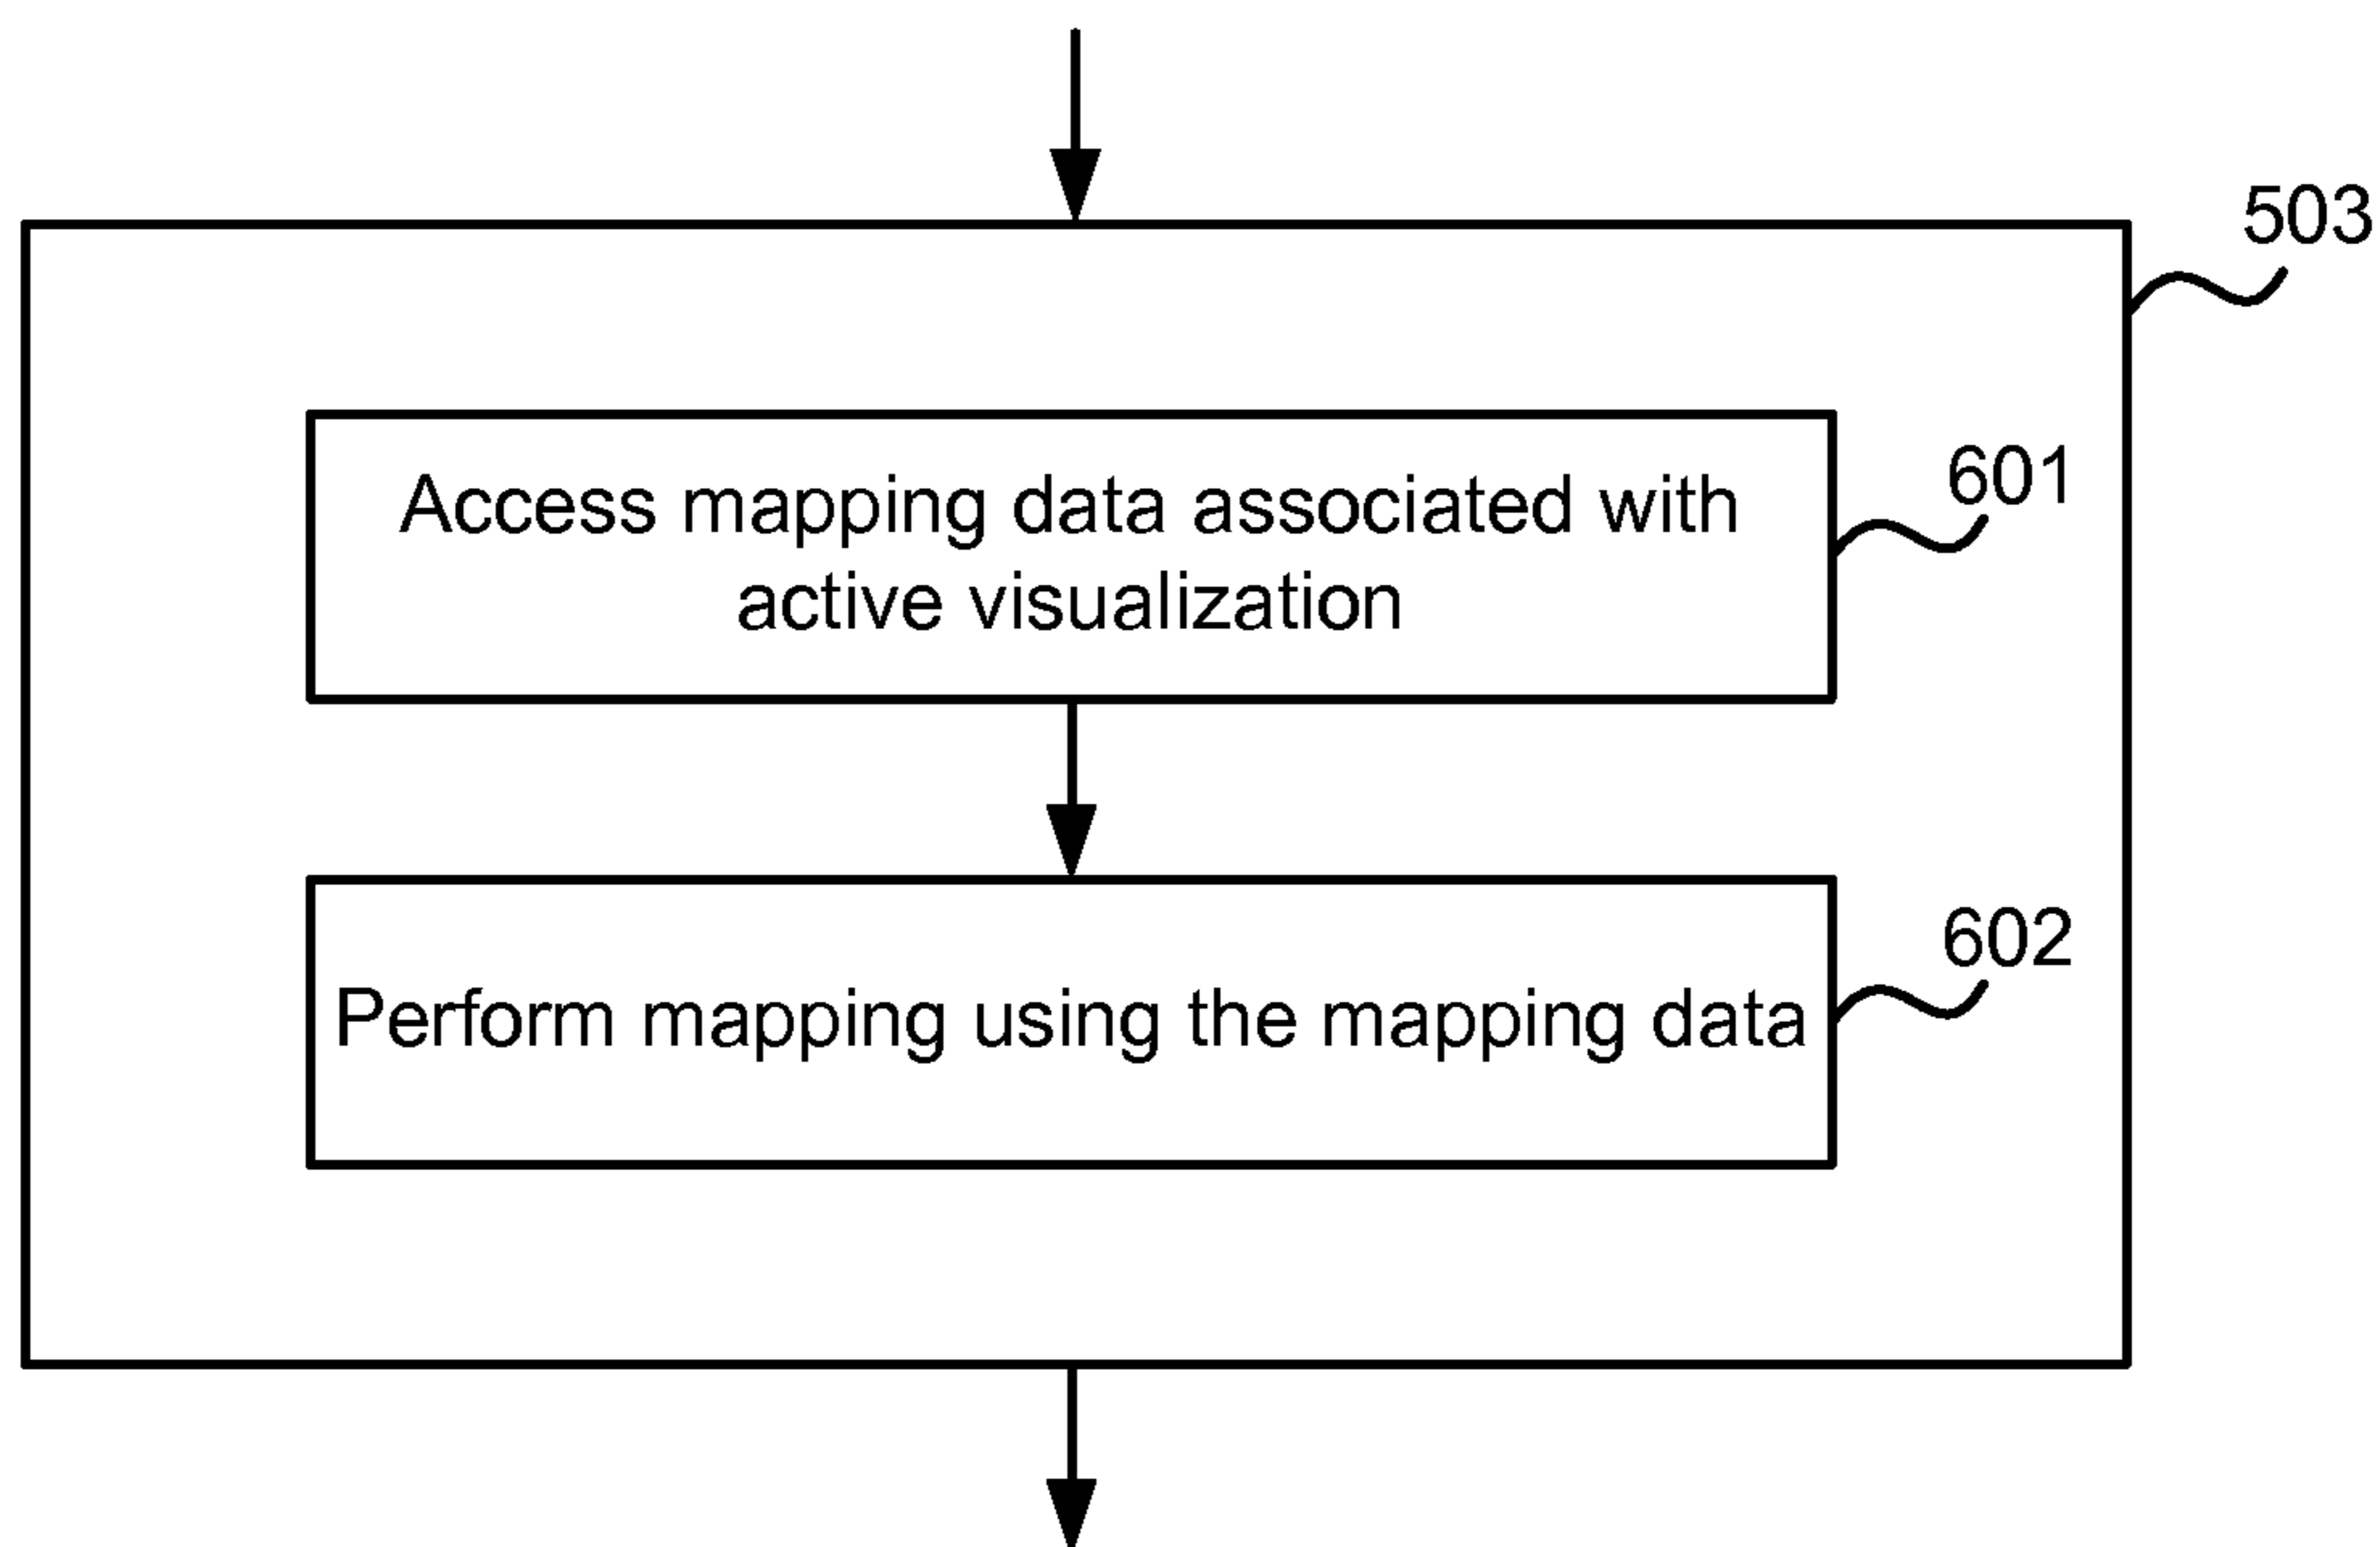 503
Access mapping data associated with
active visualization
601
Perform mapping using the mapping data
602